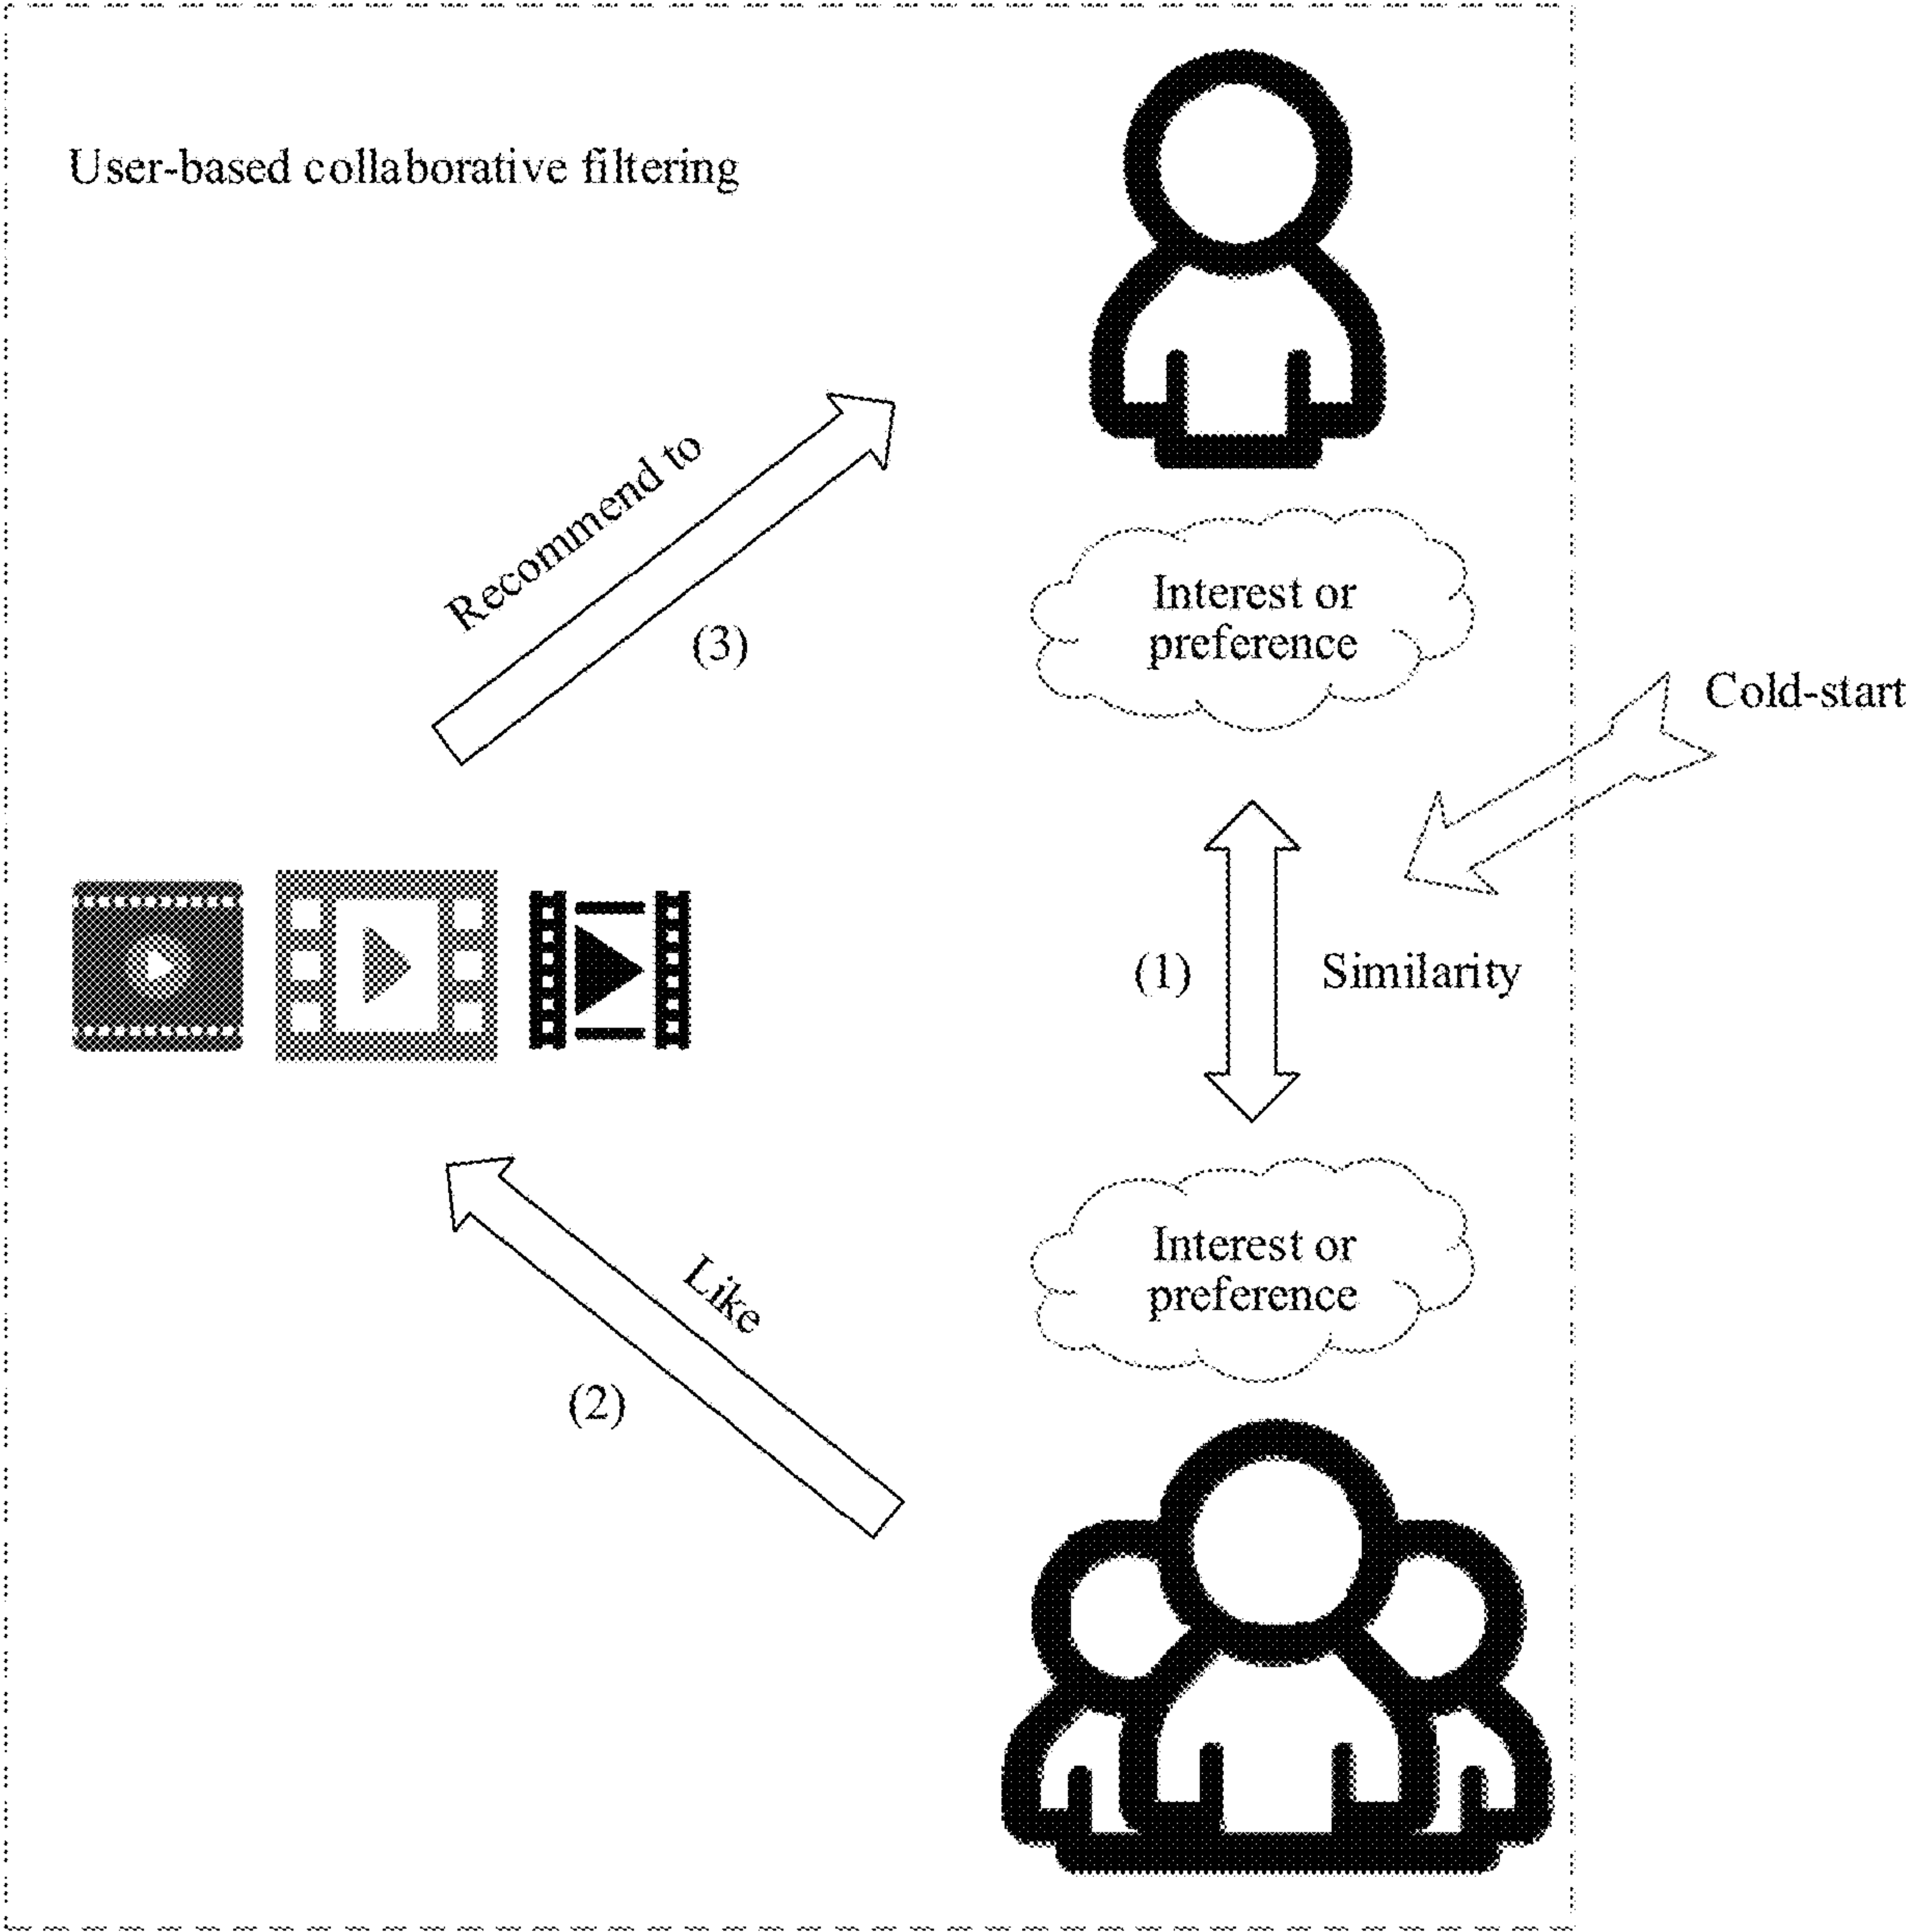 User-based collaborative filtering
Recommend to
(3)
Interest or
preference
Cold-start
(1)
Similarity
Interest or
preference
Like
(2)